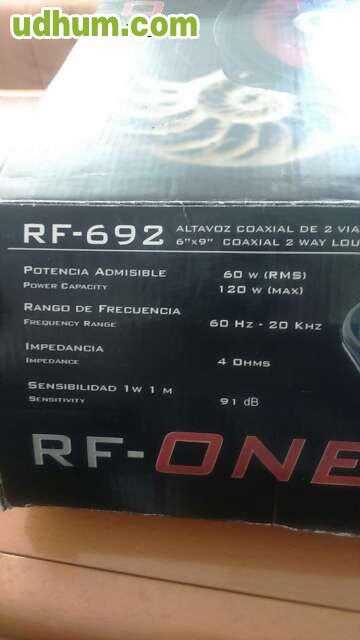 udhum.com
RF-692
ALTAVOZ COAXIAL DE 2
6"x9" COAXIAL 2 WAY
POTENCIA ADMISIBLE 60 W (RMS)
POWER CAPACITY 120 W (MAX)
RANGO DE FRECUENCIA
FREQUENCY RANGE 60 HZ - 20 KHZ
IMPEDANCIA
IMPEDANCE 4 OHMS
SENSIBILIDAD 1W 1 M
SENSITIVITY 91 dB
RF-ONE